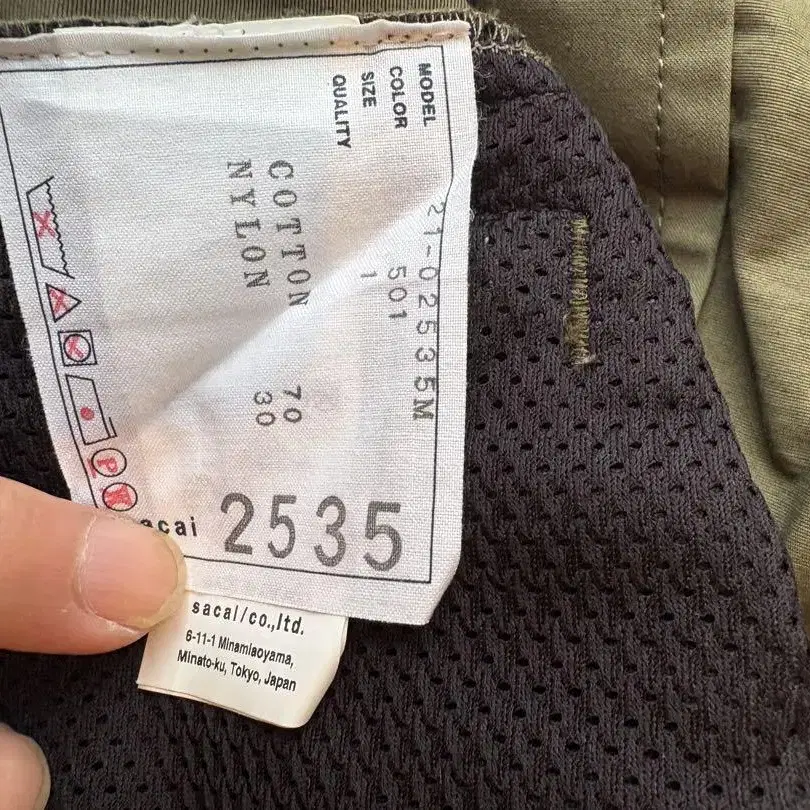 MODEL 21-02535M
COLOR 501
SIZE 1
QUALITY
COTTON 70
NYLON 30
P
acai 2535
sacai/co.,ltd.
6-11-1 Minamiaoyama,
Minato-ku, Tokyo, Japan